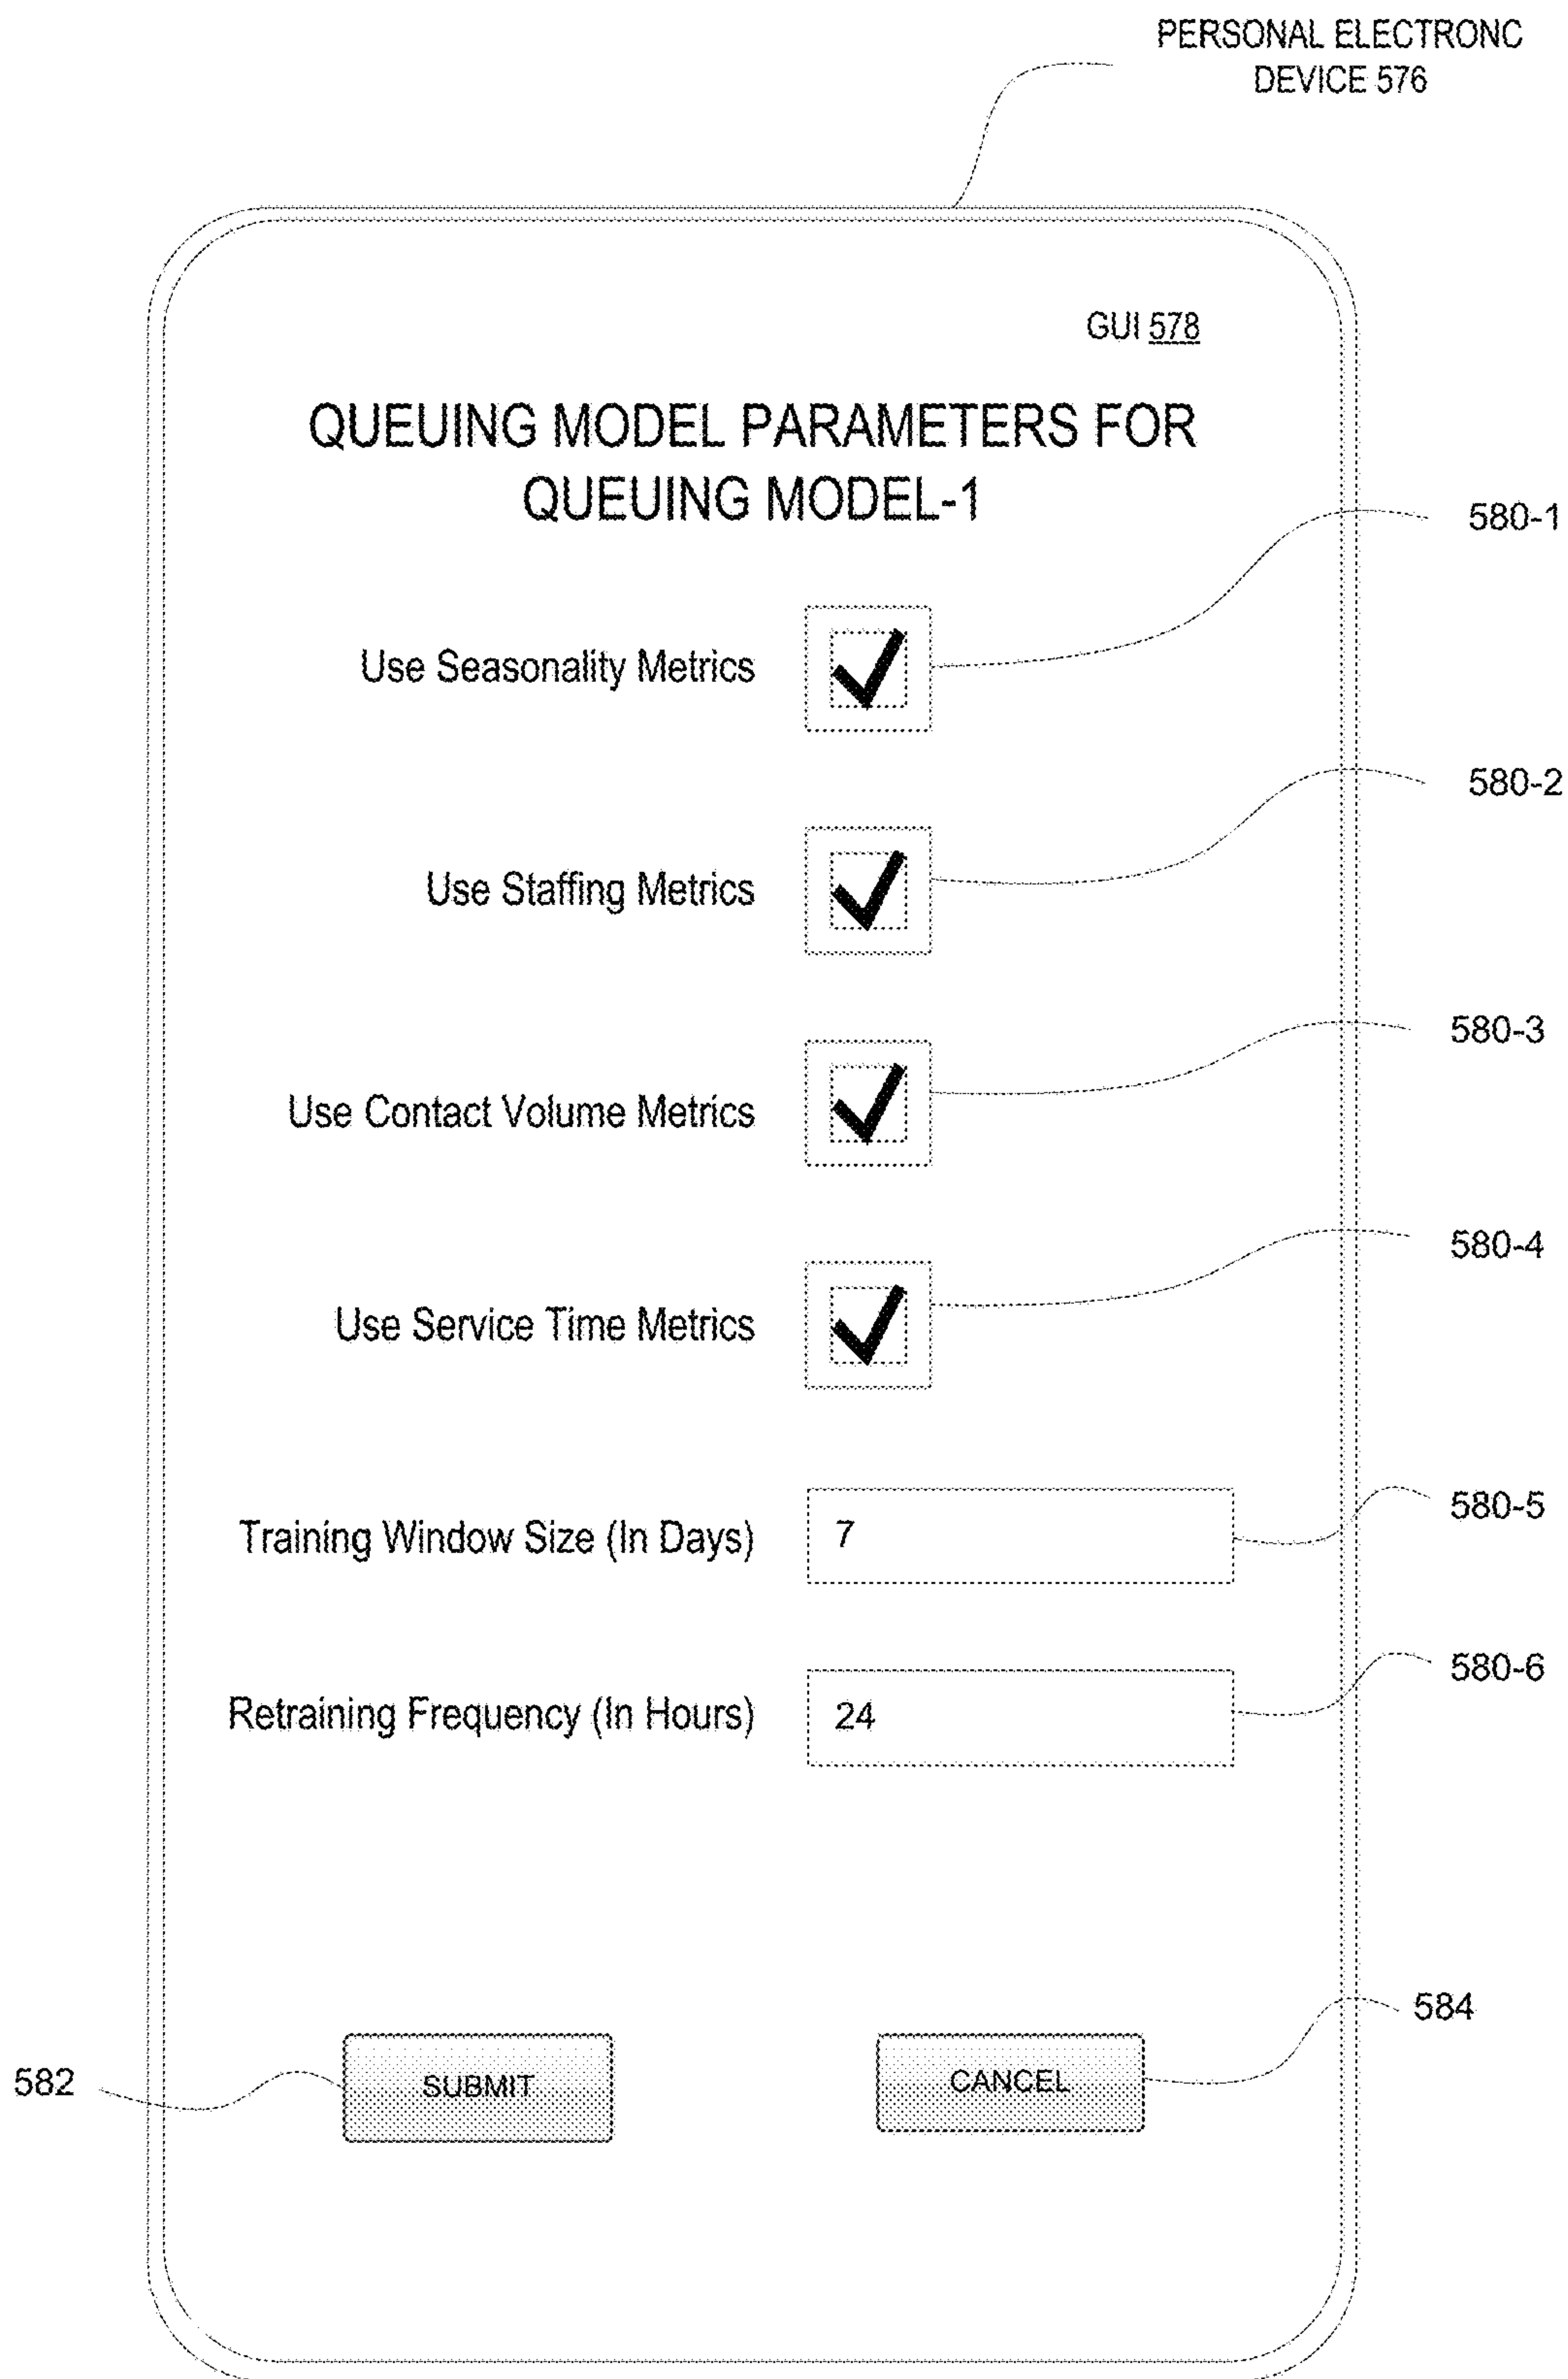 PERSONAL ELECTRONC
DEVICE 576
GUI 578
QUEUING MODEL PARAMETERS FOR
QUEUING MODEL-1
580-1
Use Seasonality Metrics
580-2
Use Staffing Metrics
580-3
Use Contact Volume Metrics
580-4
Use Service Time Metrics
580-5
Training Window Size (In Days) 7
580-6
Retraining Frequency (In Hours) 24
584
582 SUBMIT CANCEL